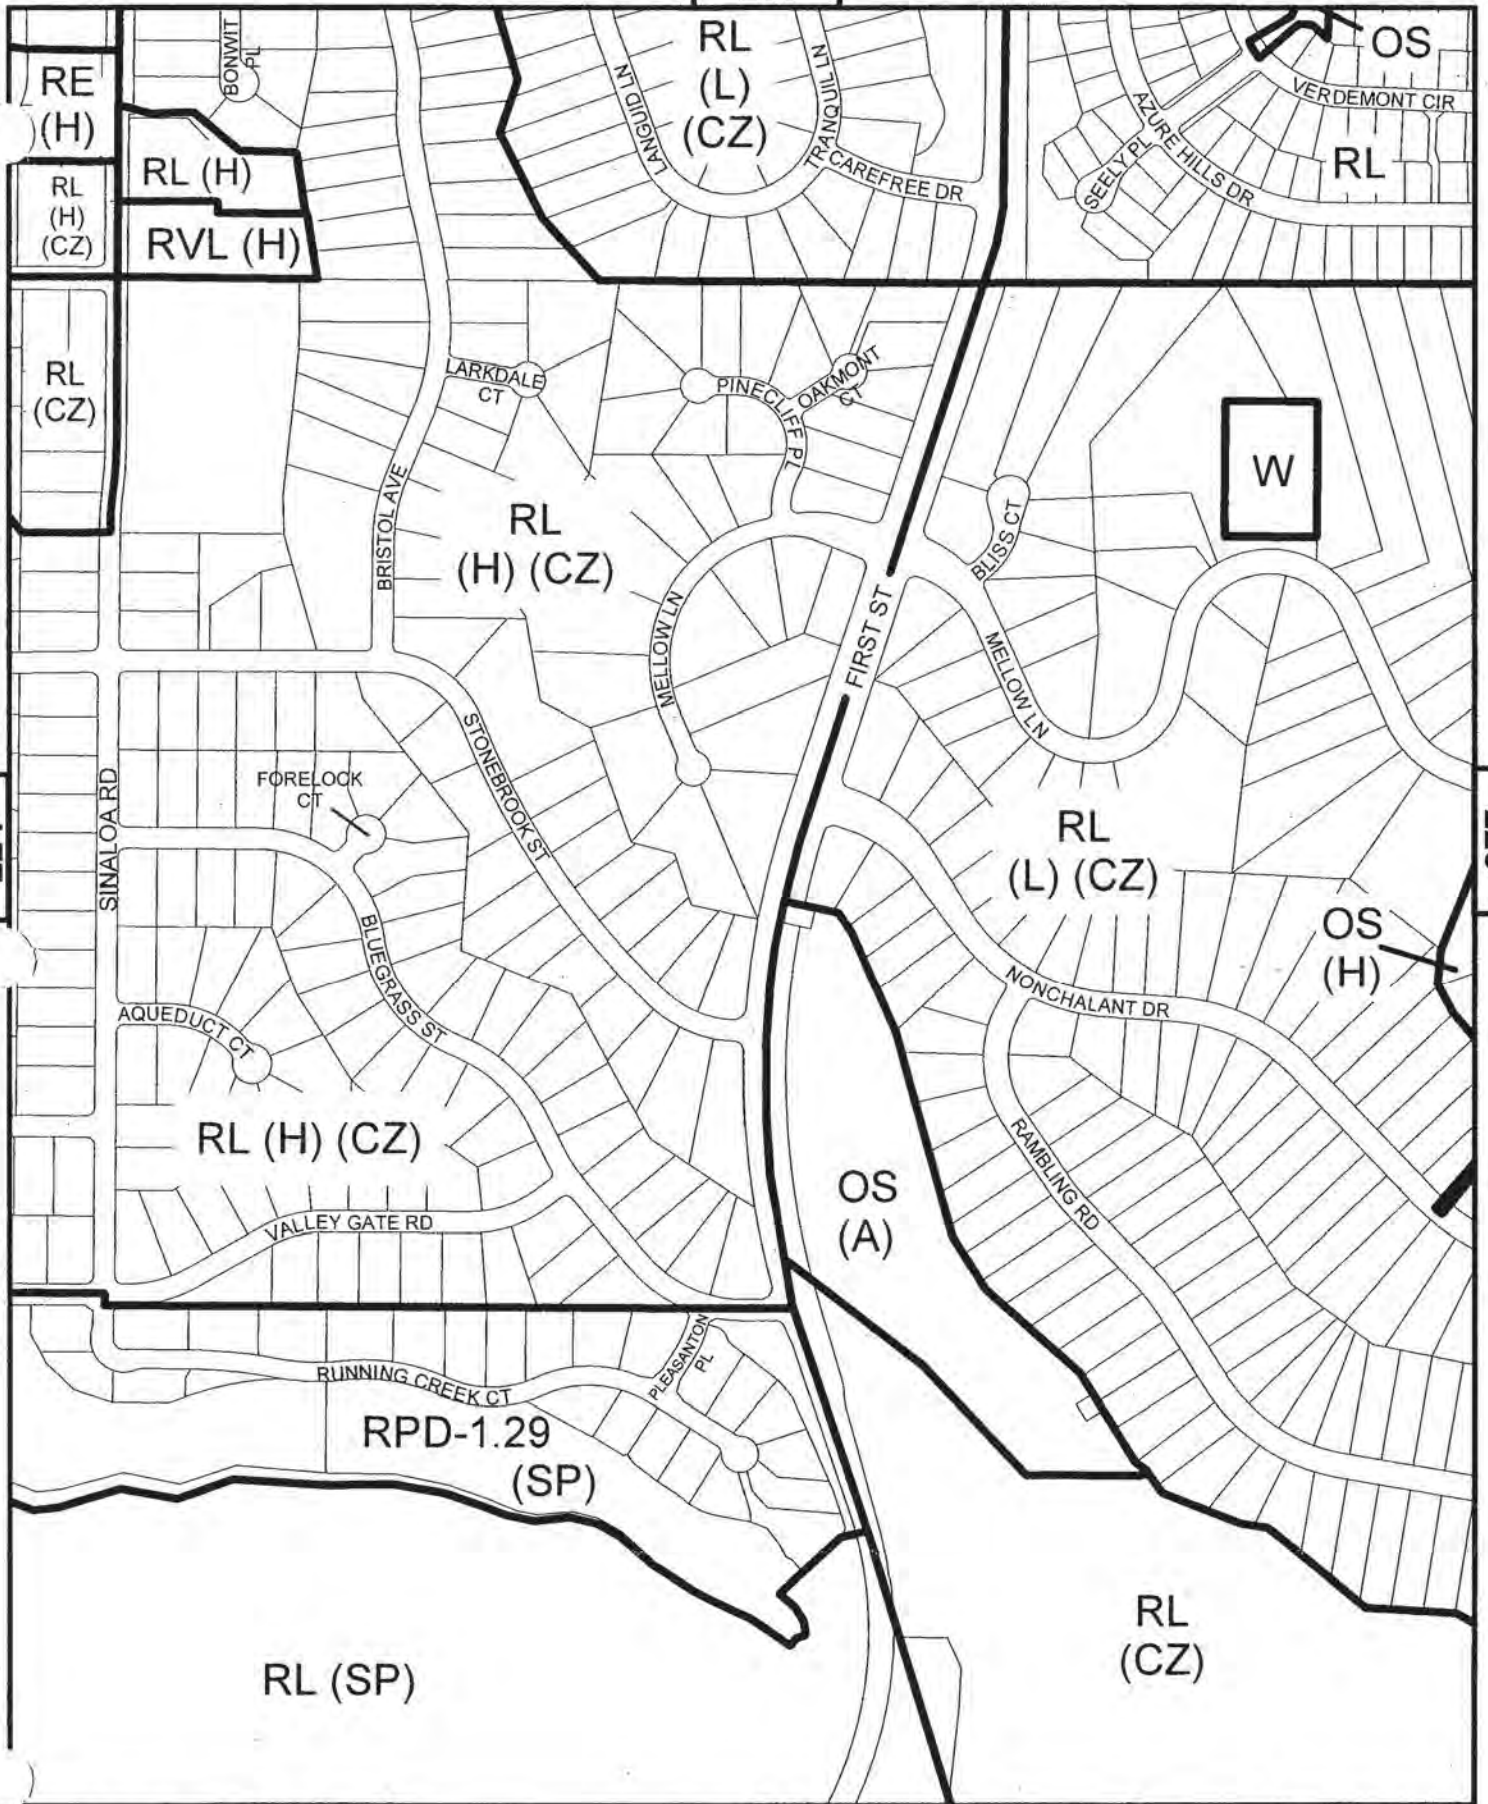 BONWIT
PL
RL
(L)
(CZ)
LANGUID LN
TRANQUIL LN
CAREFREE DR
OS
VERDEMONT CIR
AZURE HILLS DR
SEELY PL
RL
RE
(H)
RL (H)
RL
(H)
(CZ)
RVL (H)
RL
(CZ)
LARKDALE
CT
PINECLIFF PL
OAKMONT
CT
W
BRISTOL AVE
RL
(H) (CZ)
BLISS CT
MELLOW LN
FIRST ST
MELLOW LN
STONEBROOK ST
FORELOCK
CT
SINALOA RD
RL
(L) (CZ)
OS
(H)
BLUEGRASS ST
NONCHALANT DR
AQUEDUCT CT
RL (H) (CZ)
RAMBLING RD
OS
(A)
VALLEY GATE RD
PLEASANTON
PL
RUNNING CREEK CT
RPD-1.29
(SP)
RL
(CZ)
RL (SP)